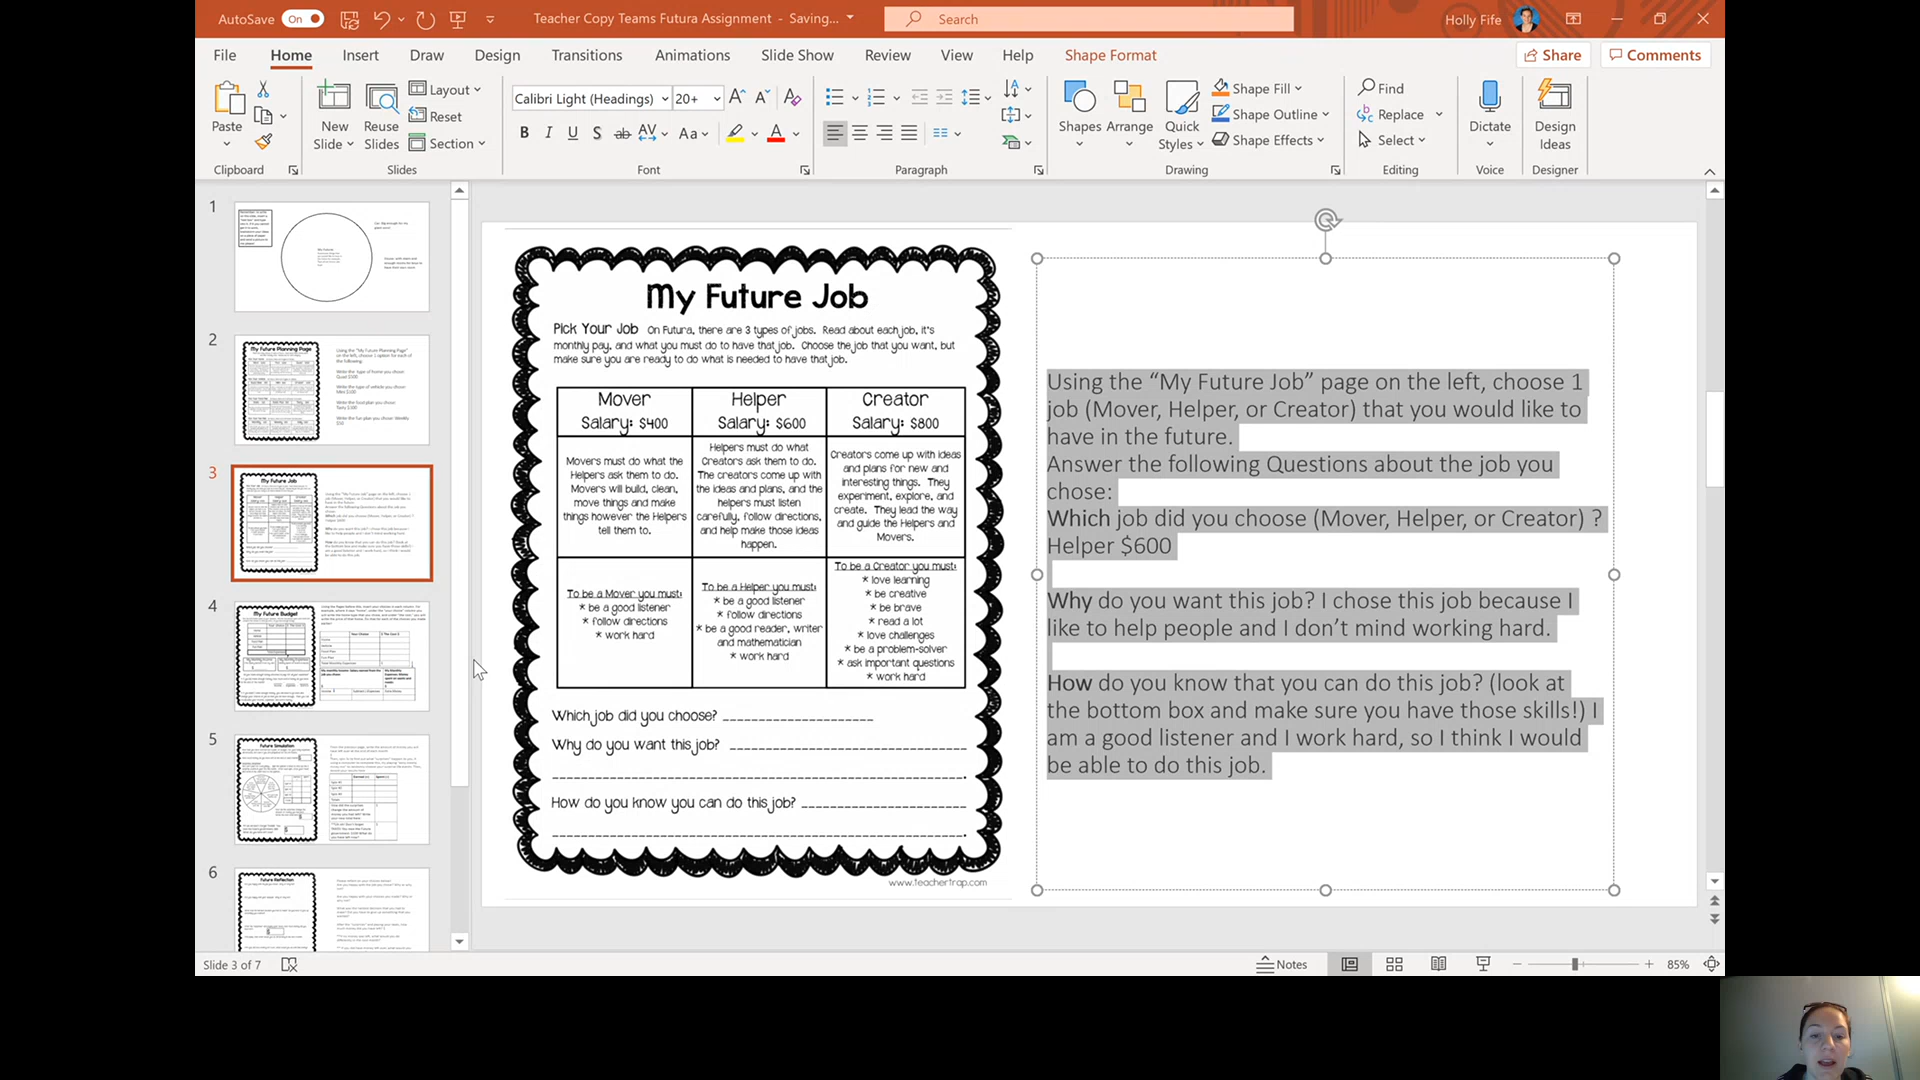 AutoSave On Teacher Copy Teams Futura Assignment - Saving... Search Holly Fife
File Home Insert Draw Design Transitions Animations Slide Show Review View Help Shape Format Share Comments
Paste
New Slide
Reuse Slides
Layout
Reset
Section
Calibri Light (Headings) 20+
B I U S ab AV Aa A
Shapes Arrange Quick Styles
Shape Fill
Shape Outline
Shape Effects
Find
Replace
Select
Dictate
Design Ideas
Clipboard Slides Font Paragraph Drawing Editing Voice Designer
1
2
3
4
5
6
My Future Job
Pick Your Job On Futura, there are 3 types of jobs. Read about each job, it's
monthly pay, and what you must do to have that job. Choose the job that you want, but
make sure you are ready to do what is needed to have that job.
Mover
Salary: $400
Movers must do what the
Helpers ask them to do.
Movers will build, clean,
move things and make
things however the Helpers
tell them to.
To be a Mover you must:
* be a good listener
* follow directions
* work hard
Helper
Salary: $600
Helpers must do what
Creators ask them to do.
The creators come up with
the ideas and plans, and the
helpers must listen
carefully, follow directions,
and help make those ideas
happen.
To be a Helper you must:
* be a good listener
* follow directions
* be a good reader, writer
and mathematician
* work hard
Creator
Salary: $800
Creators come up with ideas
and plans for new and
interesting things. They
experiment, explore, and
create. They lead the way
and guide the Helpers and
Movers.
To be a Creator you must:
* love learning
* be creative
* be brave
* read a lot
* love challenges
* be a problem-solver
* ask important questions
* work hard
Which job did you choose?
Why do you want this job?
How do you know you can do this job?
www.teachertrap.com
Using the “My Future Job” page on the left, choose 1
job (Mover, Helper, or Creator) that you would like to
have in the future.
Answer the following Questions about the job you
chose:
Which job did you choose (Mover, Helper, or Creator) ?
Helper $600
Why do you want this job? I chose this job because I
like to help people and I don’t mind working hard.
How do you know that you can do this job? (look at
the bottom box and make sure you have those skills!) I
am a good listener and I work hard, so I think I would
be able to do this job.
Slide 3 of 7 Notes 85%